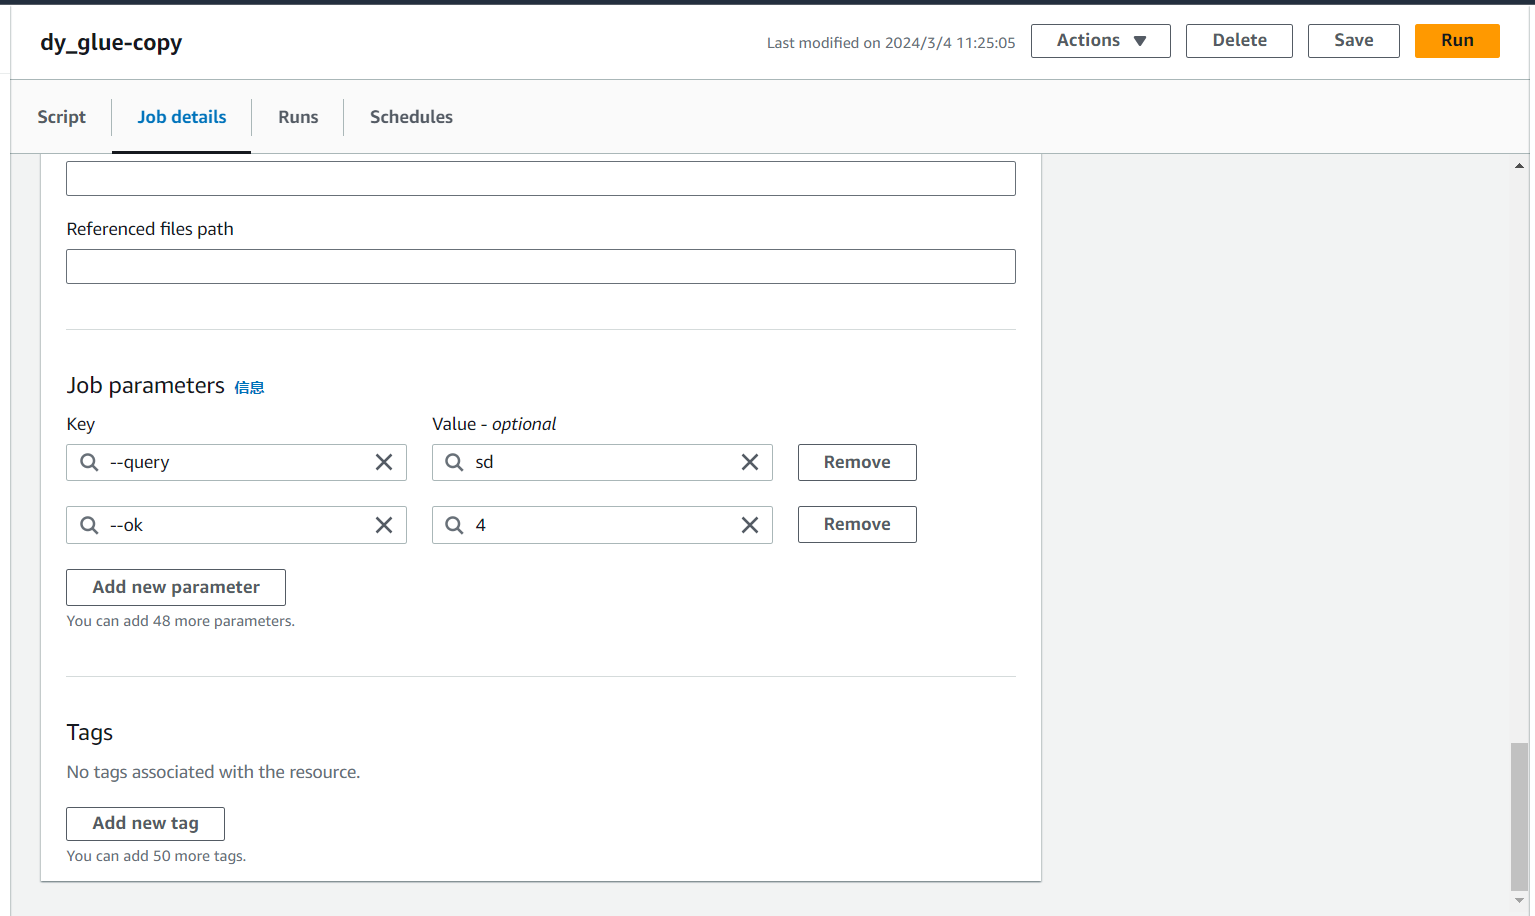 dy_glue-copy
Last modified on 2024/3/4 11:25:05
Actions
Delete
Save
Run
Script
Job details
Runs
Schedules
Referenced files path
Job parameters 信息
Key
Value - optional
--query
sd
Remove
--ok
4
Remove
Add new parameter
You can add 48 more parameters.
Tags
No tags associated with the resource.
Add new tag
You can add 50 more tags.